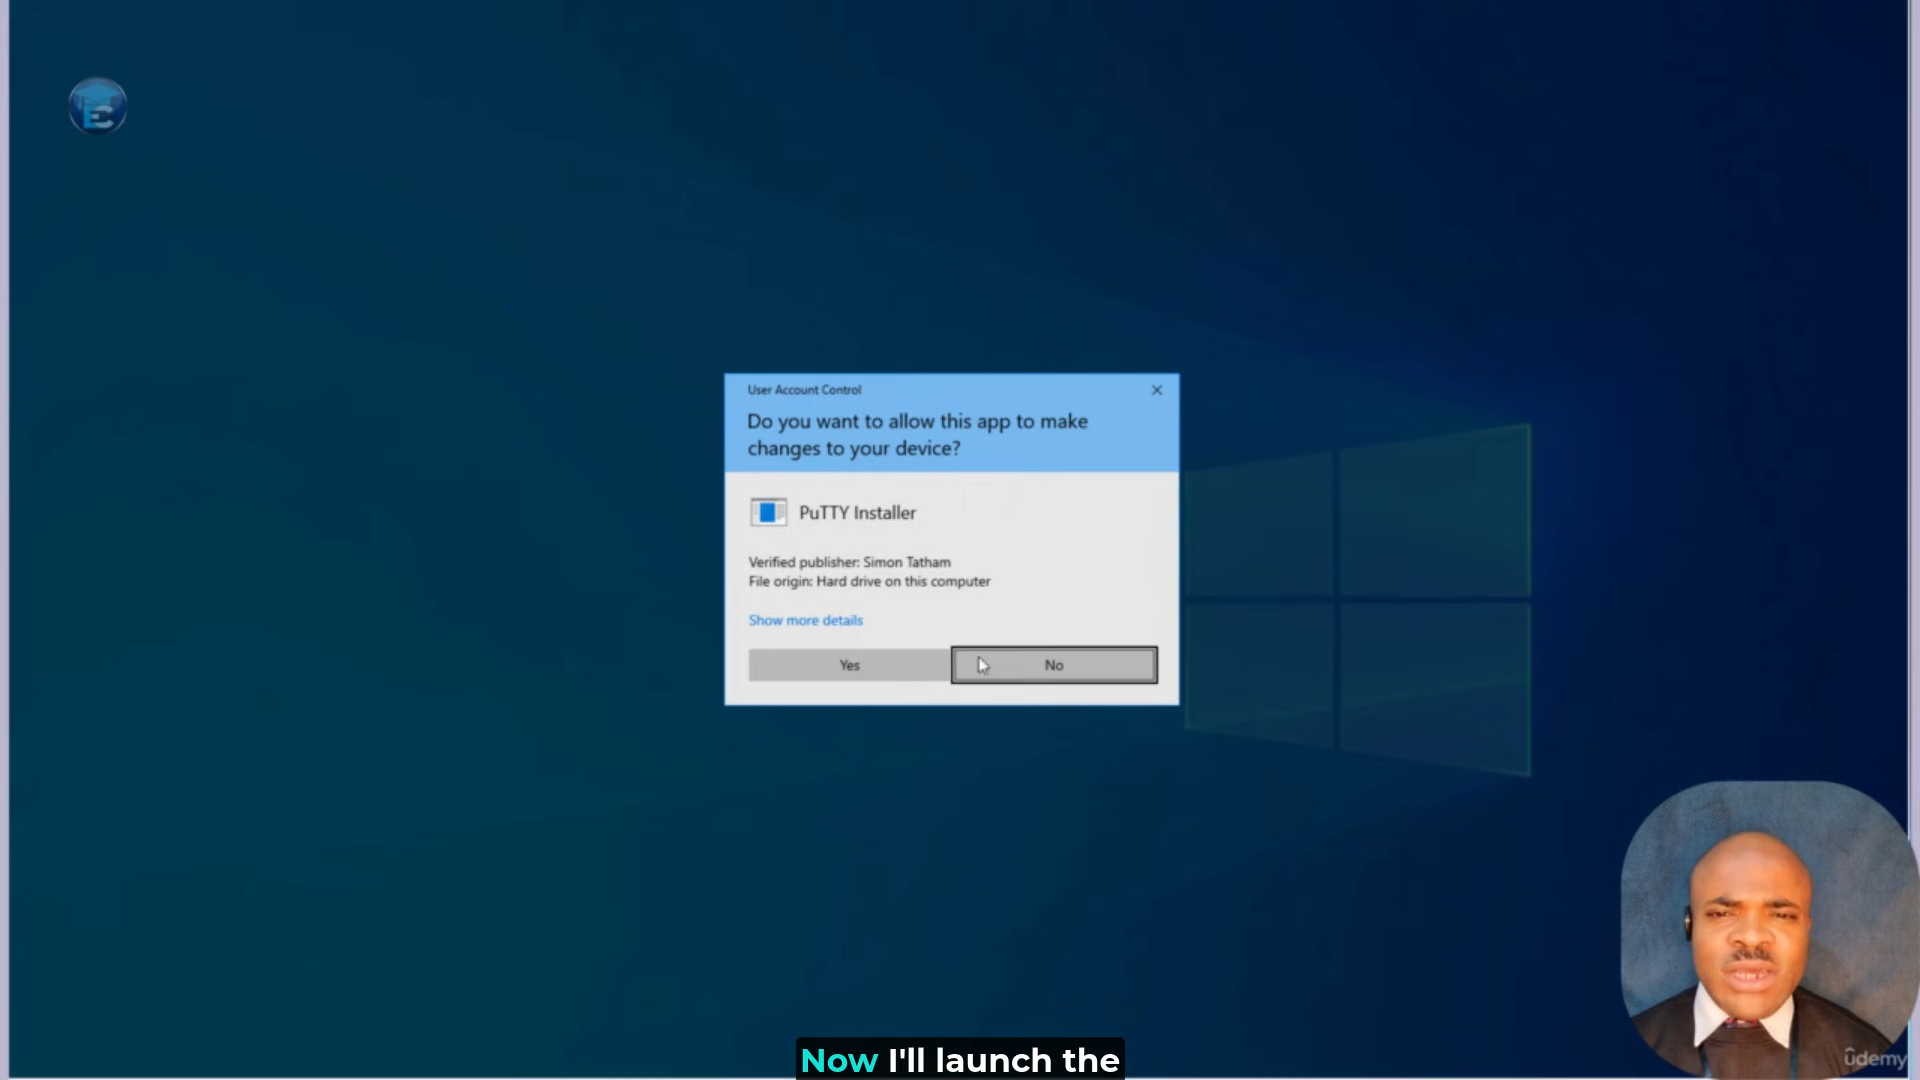 EC
User Account Control
Do you want to allow this app to make
changes to your device?
PuTTY Installer
Verified publisher: Simon Tatham
File origin: Hard drive on this computer
Show more details
Yes
No
Now I'll launch the
udemy